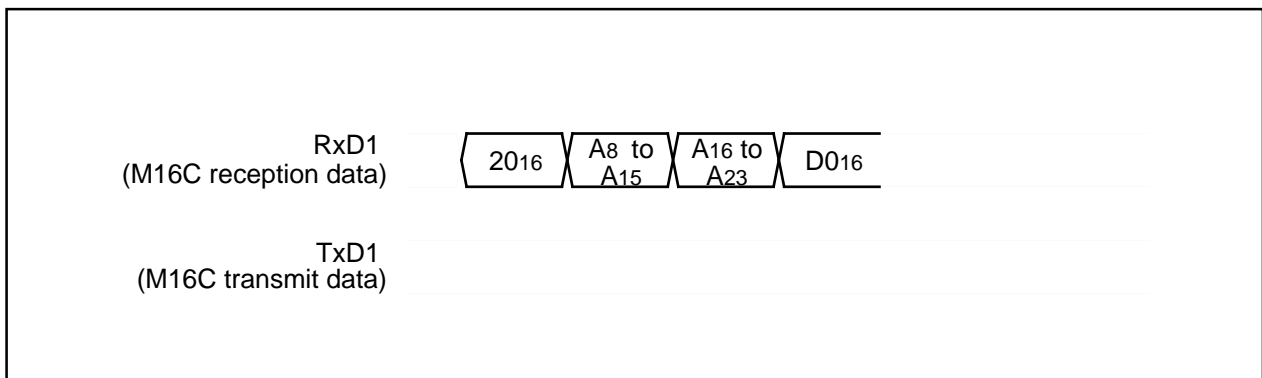 RxD1
(M16C reception data)
2016
A8 to
A15
A16 to
A23
D016
TxD1
(M16C transmit data)